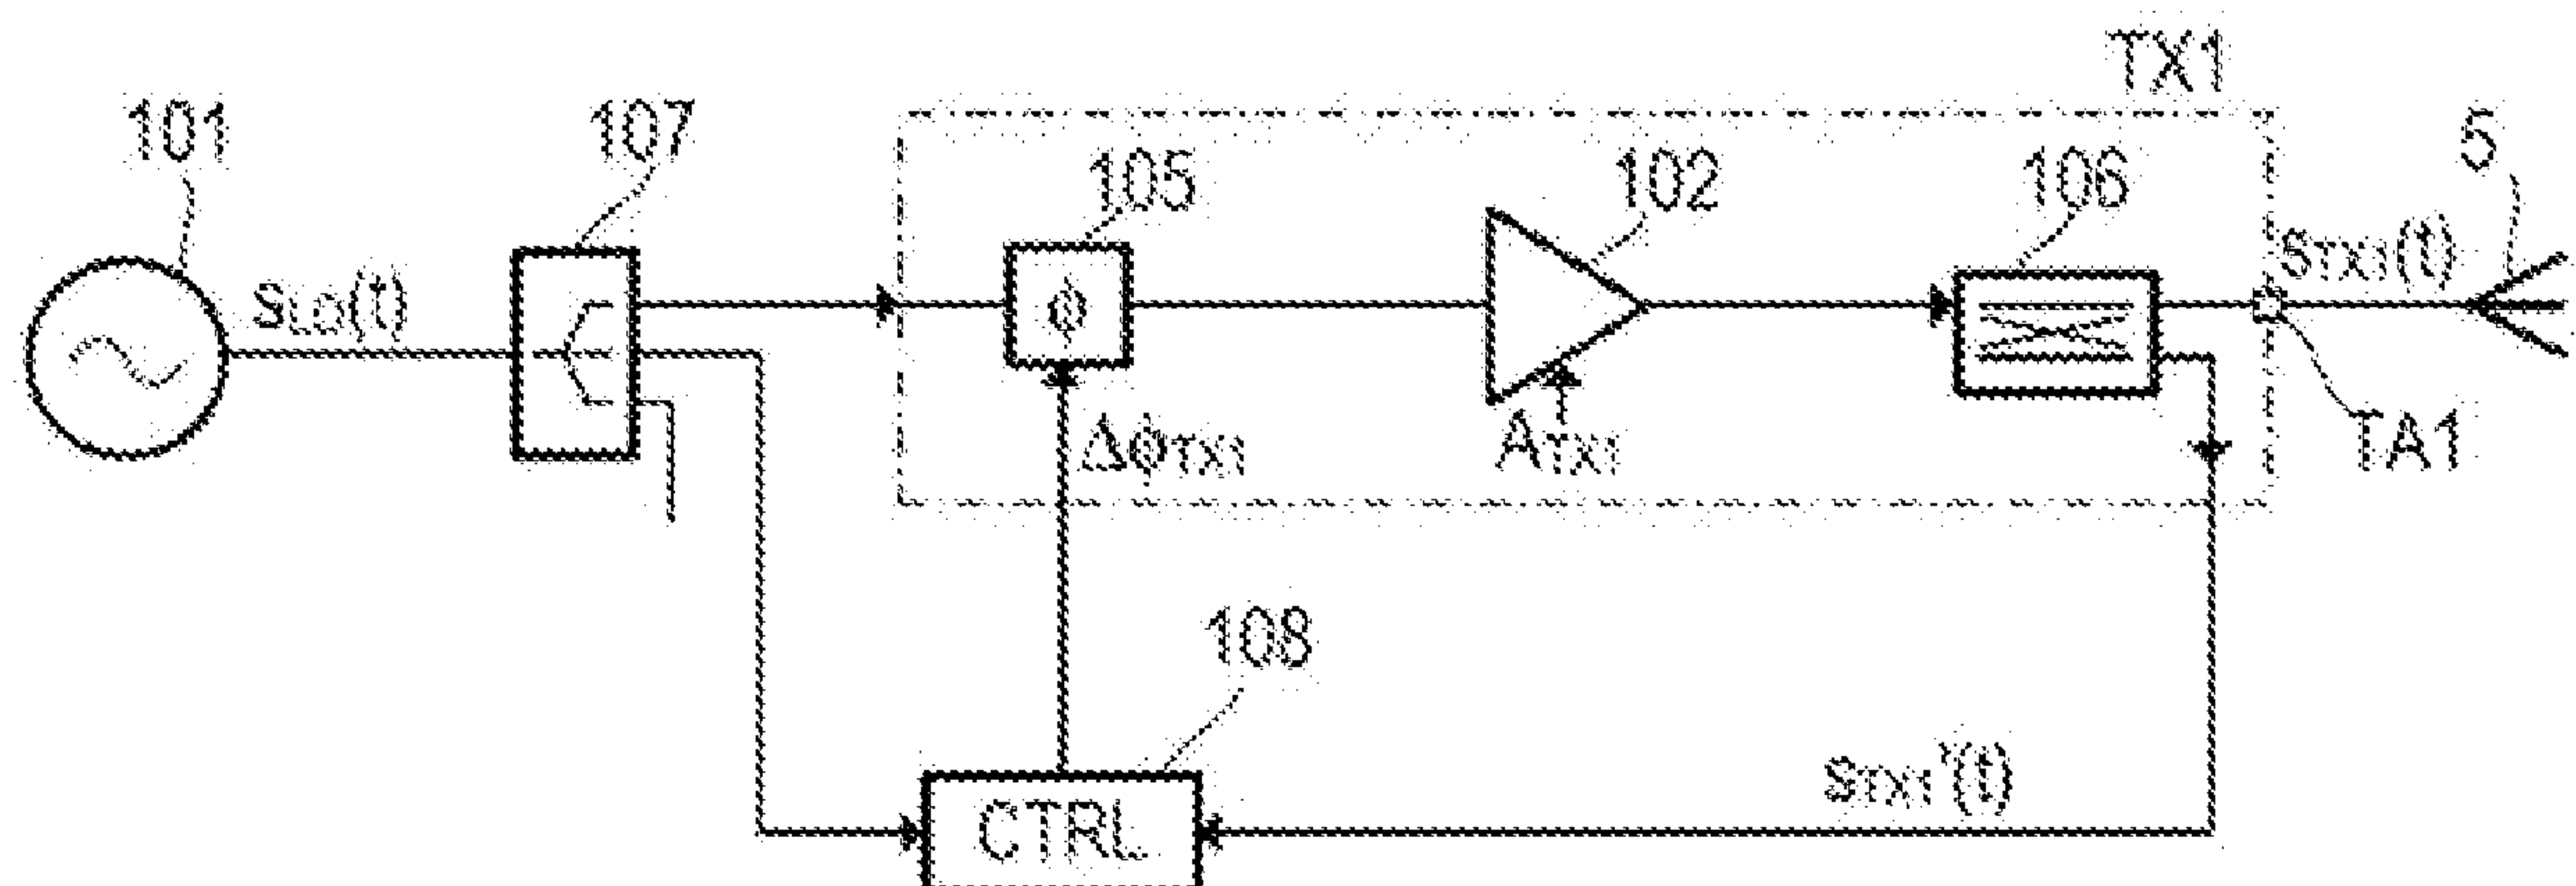 TX1
101
107
105
102
106
5
sLO(t)
ϕ
sTX1(t)
ΔϕTX1
ATX1
TA1
108
CTRL
sTX1'(t)